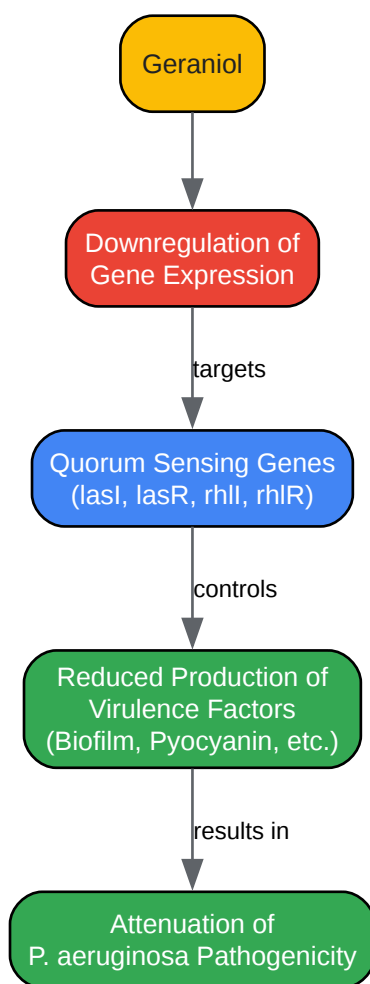 Geraniol
Downregulation of
Gene Expression
targets
Quorum Sensing Genes
(lasI, lasR, rhlI, rhlR)
controls
Reduced Production of
Virulence Factors
(Biofilm, Pyocyanin, etc.)
results in
Attenuation of
P. aeruginosa Pathogenicity